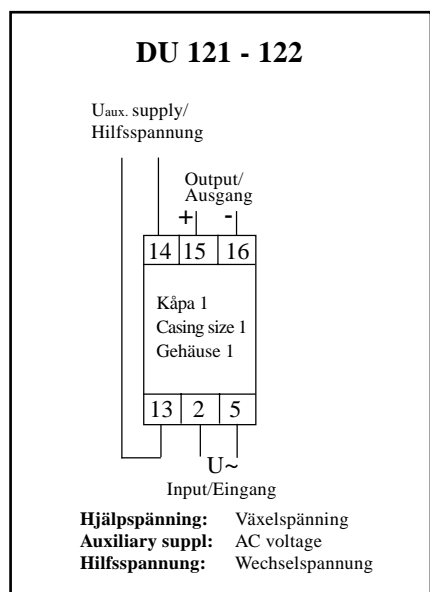 DU 121 - 122
Uaux. supply/
Hilfsspannung
Output/
Ausgang
+ -
14 15 16
Kåpa 1
Casing size 1
Gehäuse 1
13 2 5
U~
Input/Eingang
Hjälpspänning: Växelspänning
Auxiliary suppl: AC voltage
Hilfsspannung: Wechselspannung